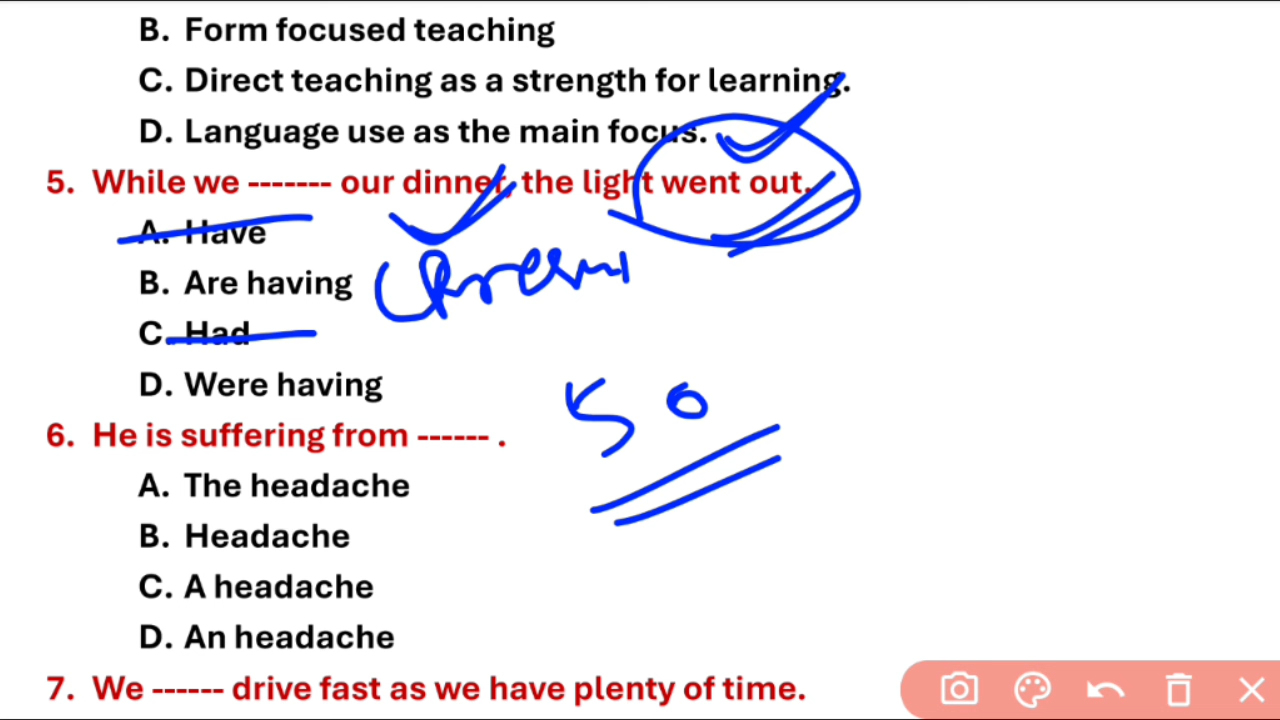 B. Form focused teaching
C. Direct teaching as a strength for learning.
D. Language use as the main focus.
5. While we ------- our dinner, the light went out.
A. Have
B. Are having
C. Had
D. Were having
50
6. He is suffering from ------ .
A. The headache
B. Headache
C. A headache
D. An headache
7. We ------ drive fast as we have plenty of time.